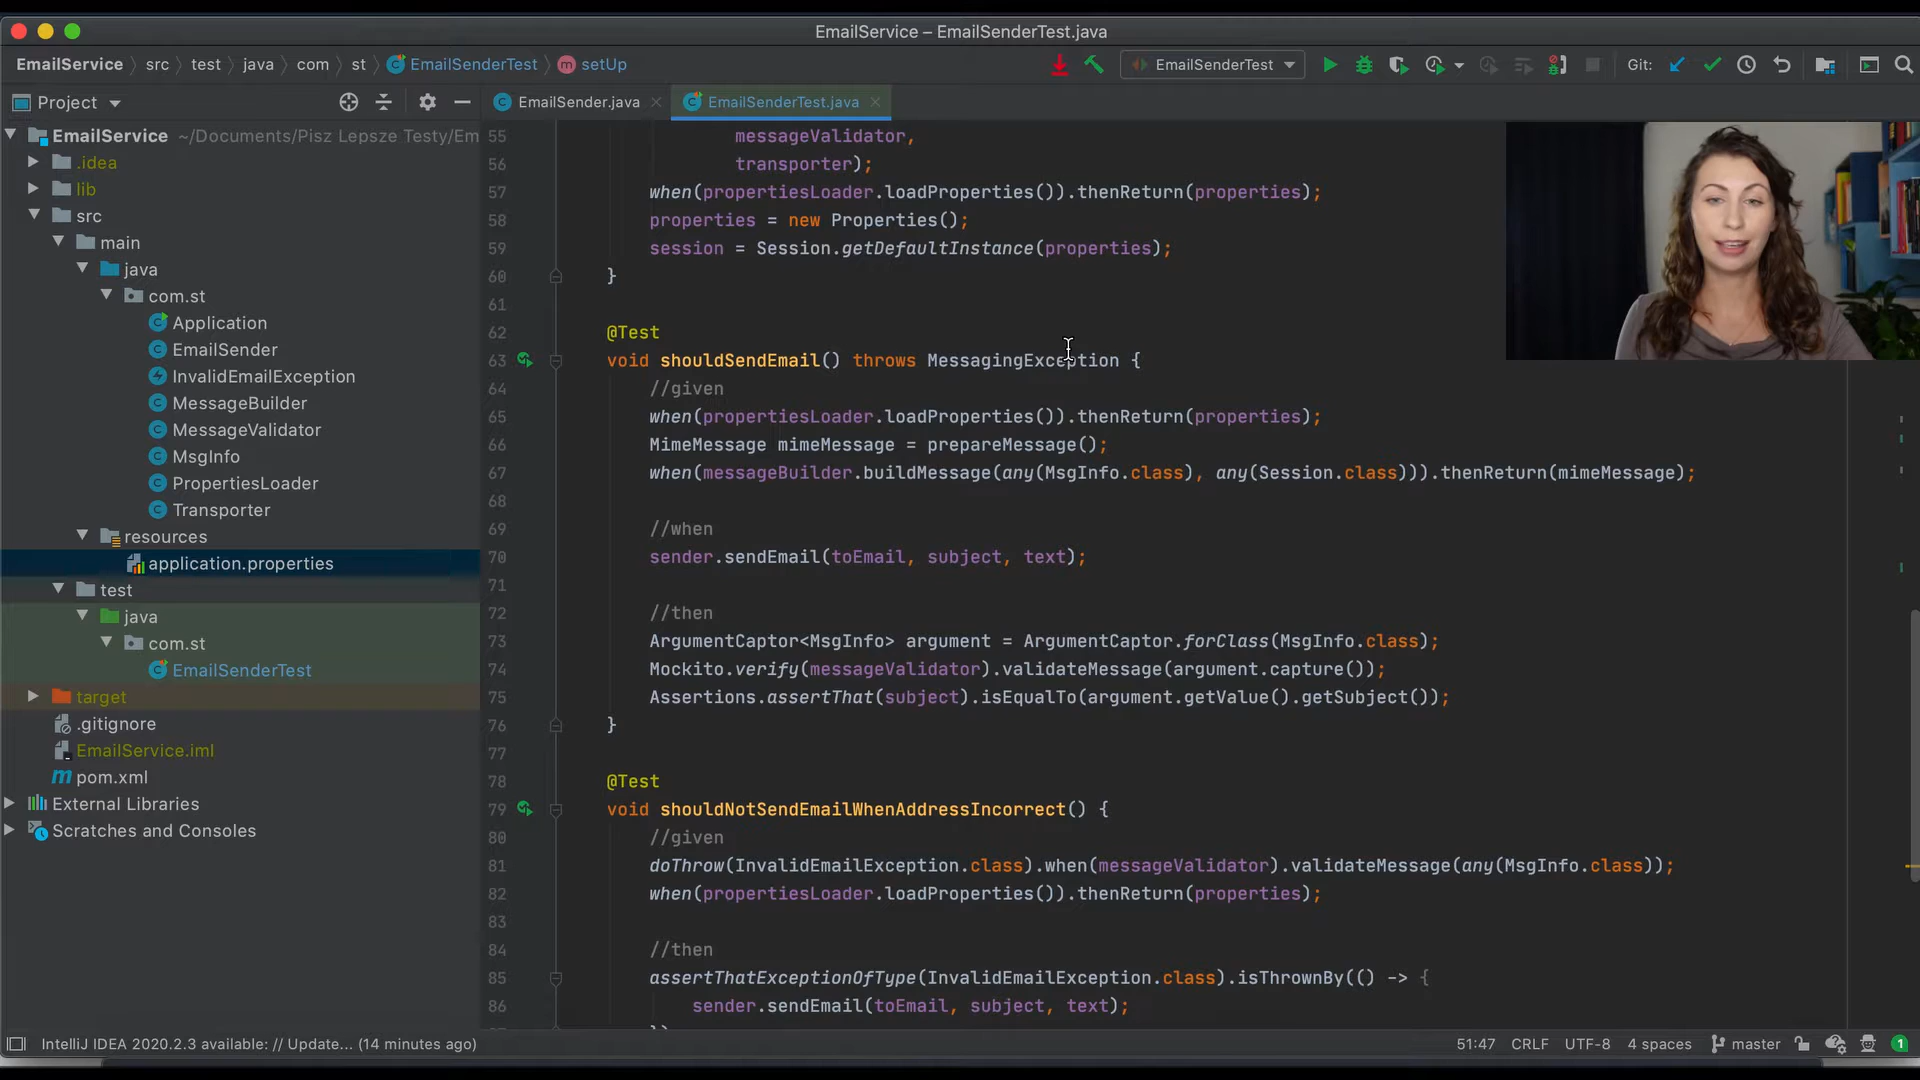 EmailService – EmailSenderTest.java
EmailService
src
test
java
com
st
EmailSenderTest
setUp
EmailSenderTest
Git:
Project
EmailSender.java
EmailSenderTest.java
EmailService ~/Documents/Pisz Lepsze Testy/Em
.idea
lib
src
main
java
com.st
Application
EmailSender
InvalidEmailException
MessageBuilder
MessageValidator
MsgInfo
PropertiesLoader
Transporter
resources
application.properties
test
java
com.st
EmailSenderTest
target
.gitignore
EmailService.iml
pom.xml
External Libraries
Scratches and Consoles
55 messageValidator,
56 transporter);
57 when(propertiesLoader.loadProperties()).thenReturn(properties);
58 properties = new Properties();
59 session = Session.getDefaultInstance(properties);
60 }
61
62 @Test
63 void shouldSendEmail() throws MessagingException {
64 //given
65 when(propertiesLoader.loadProperties()).thenReturn(properties);
66 MimeMessage mimeMessage = prepareMessage();
67 when(messageBuilder.buildMessage(any(MsgInfo.class), any(Session.class))).thenReturn(mimeMessage);
68
69 //when
70 sender.sendEmail(toEmail, subject, text);
71
72 //then
73 ArgumentCaptor<MsgInfo> argument = ArgumentCaptor.forClass(MsgInfo.class);
74 Mockito.verify(messageValidator).validateMessage(argument.capture());
75 Assertions.assertThat(subject).isEqualTo(argument.getValue().getSubject());
76 }
77
78 @Test
79 void shouldNotSendEmailWhenAddressIncorrect() {
80 //given
81 doThrow(InvalidEmailException.class).when(messageValidator).validateMessage(any(MsgInfo.class));
82 when(propertiesLoader.loadProperties()).thenReturn(properties);
83
84 //then
85 assertThatExceptionOfType(InvalidEmailException.class).isThrownBy(() -> {
86 sender.sendEmail(toEmail, subject, text);
IntelliJ IDEA 2020.2.3 available: // Update... (14 minutes ago)
51:47
CRLF
UTF-8
4 spaces
master
1